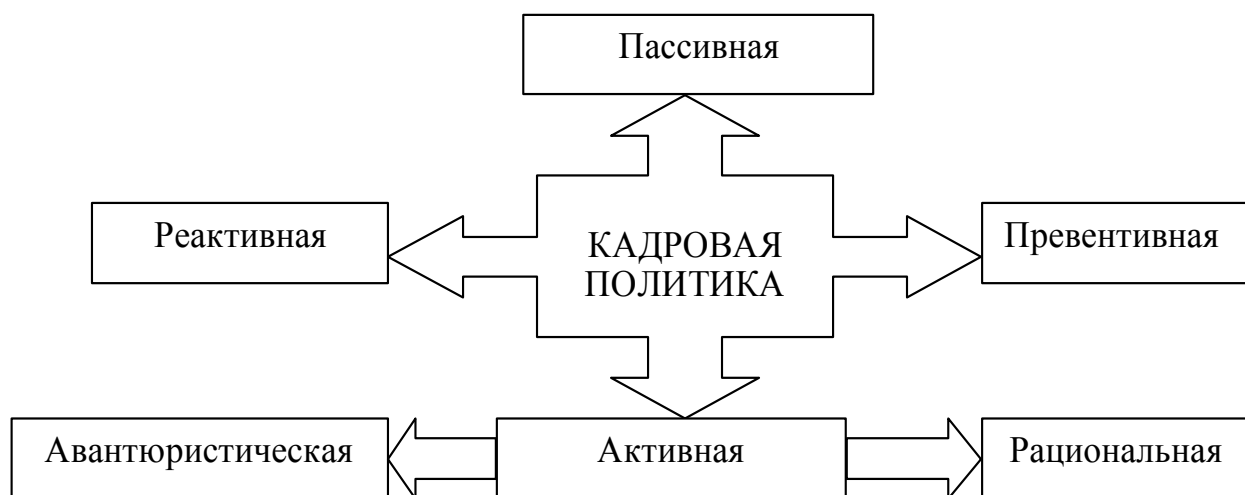 Пассивная
Реактивная
КАДРОВАЯ
ПОЛИТИКА
Превентивная
Авантюристическая
Активная
Рациональная